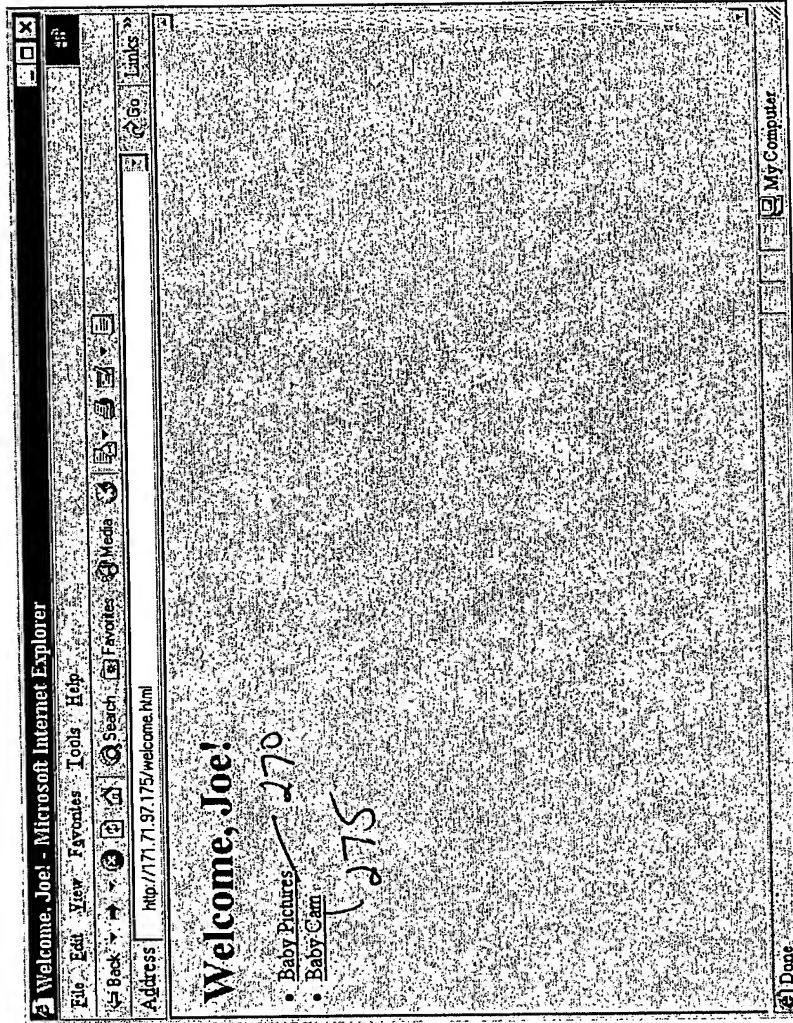 Welcome, Joe! - Microsoft Internet Explorer
File Edit View Favorites Tools Help
Back Search Favorites Media
Address http://171.71.97.175/welcome.html Go Links »
Welcome, Joe!
• Baby Pictures 270
• Baby Cam
275
Done My Computer